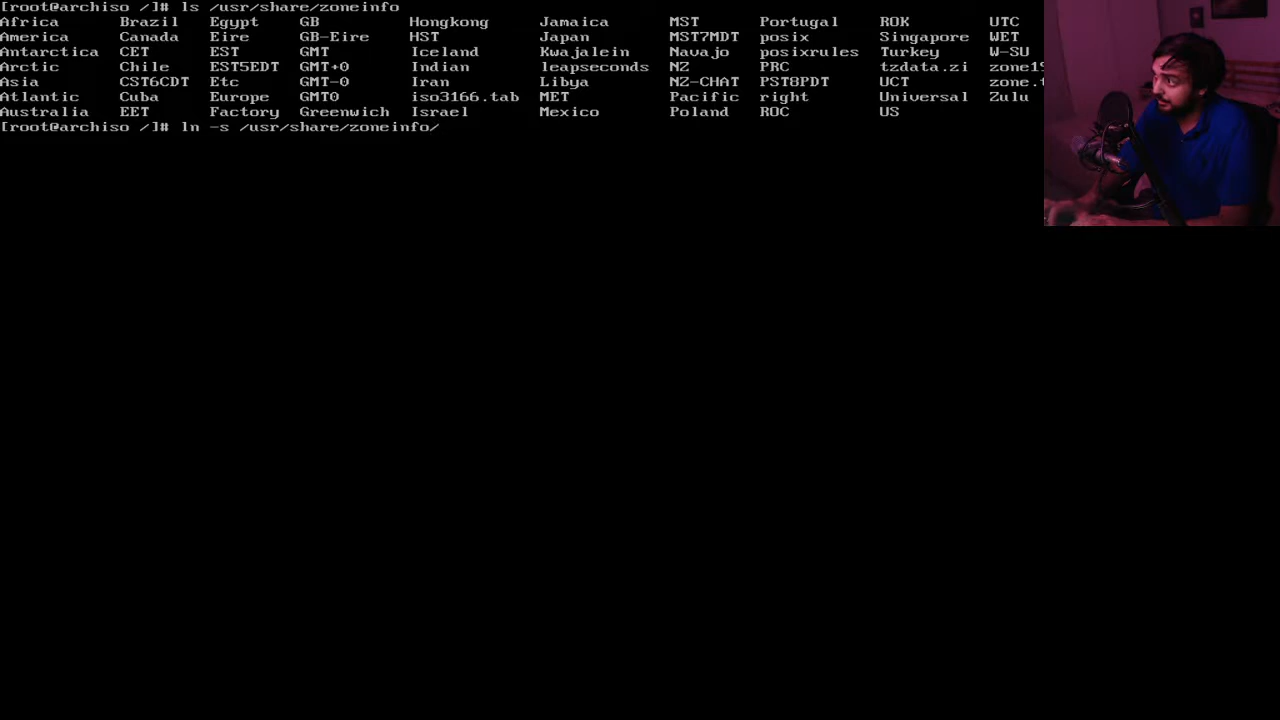 [root@archiso /]# ls /usr/share/zoneinfo
Africa Brazil Egypt GB Hongkong Jamaica MST Portugal ROK UTC
America Canada Eire GB-Eire HST Japan MST7MDT posix Singapore WET
Antarctica CET EST GMT Iceland Kwajalein Navajo posixrules Turkey W-SU
Arctic Chile EST5EDT GMT+0 Indian leapseconds NZ PRC tzdata.zi zone19
Asia CST6CDT Etc GMT-0 Iran Libya NZ-CHAT PST8PDT UCT zone.t
Atlantic Cuba Europe GMT0 iso3166.tab MET Pacific right Universal Zulu
Australia EET Factory Greenwich Israel Mexico Poland ROC US
[root@archiso /]# ln -s /usr/share/zoneinfo/